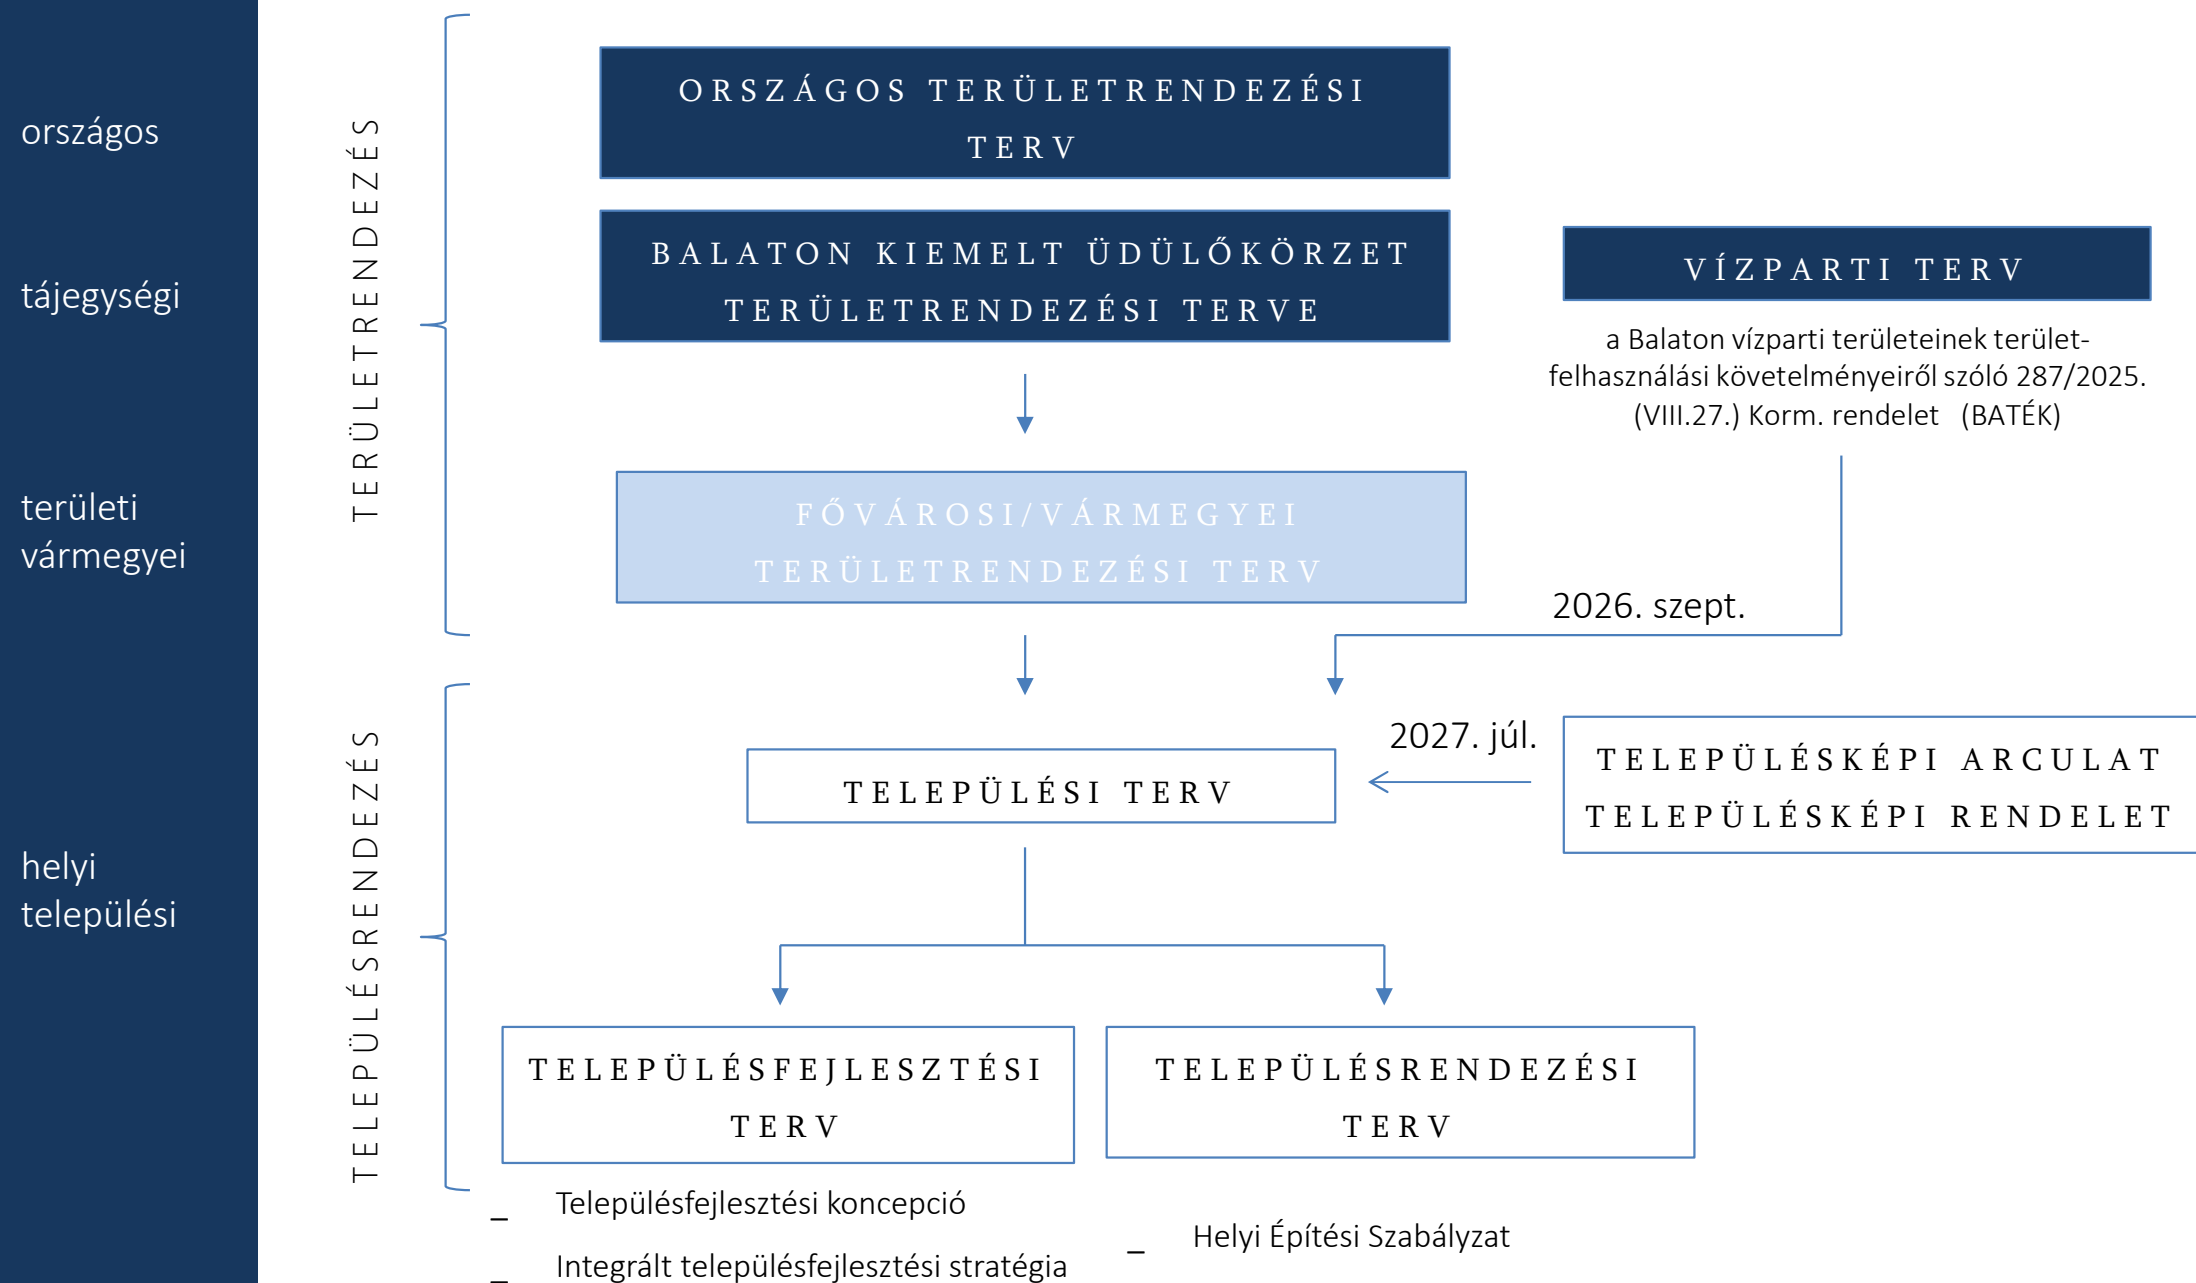 országos
tájegységi
területi
vármegyei
helyi
települési
TERÜLETRENDEZÉS
TELEPÜLÉSRENDEZÉS
ORSZÁGOS TERÜLETRENDEZÉSI
TERV
BALATON KIEMELT ÜDÜLŐKÖRZET
TERÜLETRENDEZÉSI TERVE
VÍZPARTI TERV
a Balaton vízparti területeinek terület-
felhasználási követelményeiről szóló 287/2025.
(VIII.27.) Korm. rendelet (BATÉK)
FŐVÁROSI/VÁRMEGYEI
TERÜLETRENDEZÉSI TERV
2026. szept.
2027. júl.
TELEPÜLÉSI TERV
TELEPÜLÉSKÉPI ARCULAT
TELEPÜLÉSKÉPI RENDELET
TELEPÜLÉSFEJLESZTÉSI
TERV
TELEPÜLÉSRENDEZÉSI
TERV
_ Településfejlesztési koncepció
_ Integrált településfejlesztési stratégia
_ Helyi Építési Szabályzat